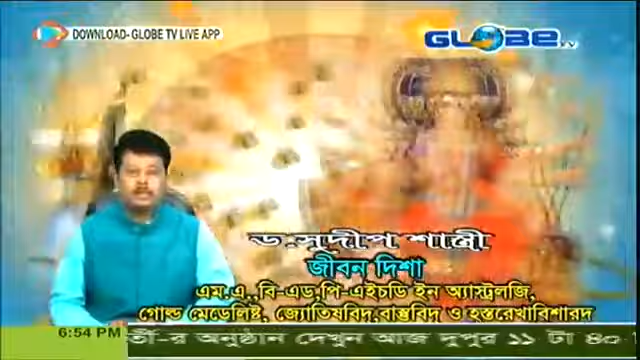 DOWNLOAD- GLOBE TV LIVE APP
GLOBE TV
ড.সুদীপ শাস্ত্রী
জীবন দিশা
এম.এ.,বি-এড,পি-এইচডি ইন অ্যাস্ট্রলজি,
গোল্ড মেডেলিষ্ট, জ্যোতিষবিদ,বাস্তুবিদ ও হস্তরেখাবিশারদ
6:54 PM
র্তী-র অনুষ্ঠান দেখুন আজ দুপুর ১১ টা ৪০